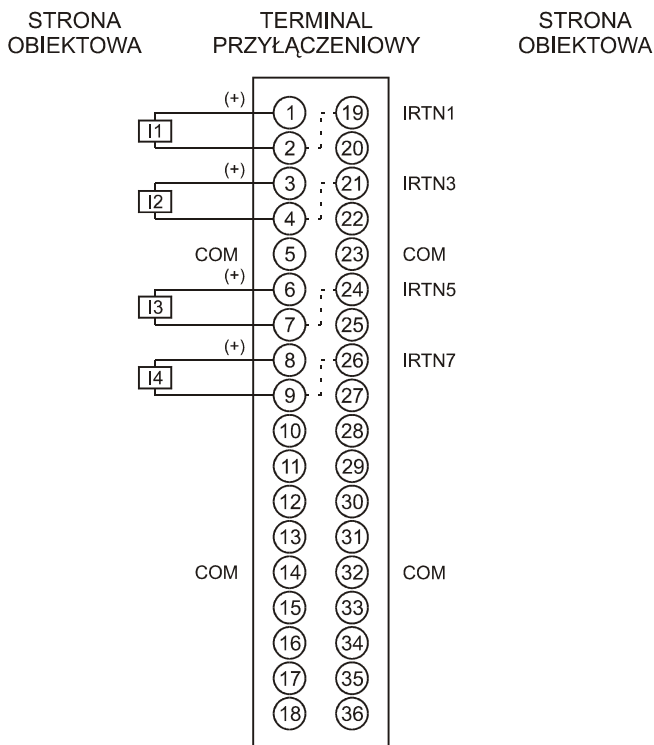 STRONA OBIEKTOWA
TERMINAL PRZYŁĄCZENIOWY
STRONA OBIEKTOWA
(+) 1 19 IRTN1
I1
2 20
(+) 3 21 IRTN3
I2
4 22
COM 5 23 COM
(+) 6 24 IRTN5
I3
7 25
(+) 8 26 IRTN7
I4
9 27
10 28
11 29
12 30
13 31
COM 14 32 COM
15 33
16 34
17 35
18 36